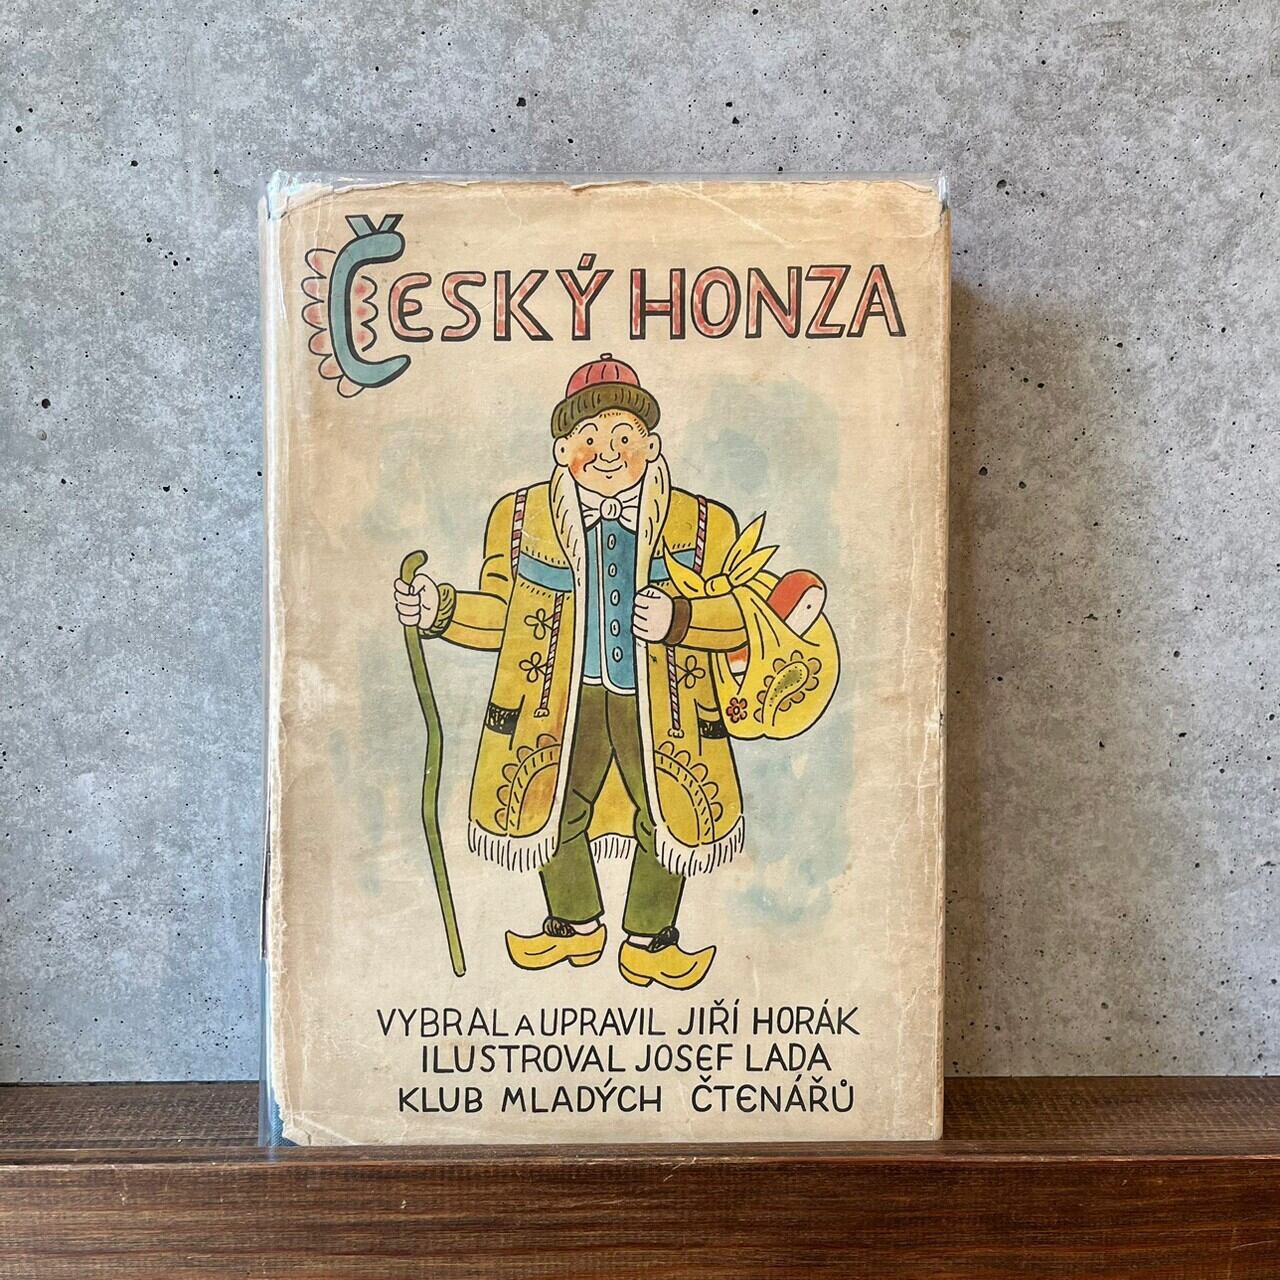 ČESKÝ HONZA
VYBRAL A UPRAVIL JIŘÍ HORÁK
ILUSTROVAL JOSEF LADA
KLUB MLADÝCH ČTENÁŘŮ